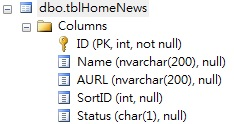 dbo.tblHomeNews
Columns
ID (PK, int, not null)
Name (nvarchar(200), null)
AURL (nvarchar(200), null)
SortID (int, null)
Status (char(1), null)